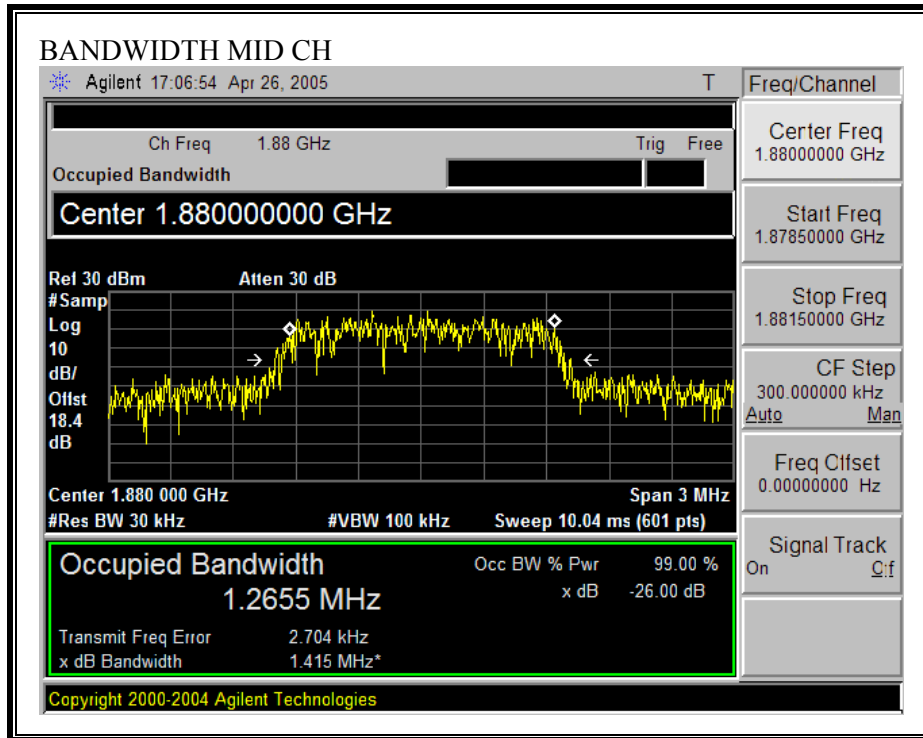 BANDWIDTH MID CH
Agilent 17:06:54 Apr 26, 2005 T
Freq/Channel
Ch Freq 1.88 GHz Trig Free
Occupied Bandwidth
Center 1.880000000 GHz
Center Freq
1.88000000 GHz
Start Freq
1.87850000 GHz
Stop Freq
1.88150000 GHz
CF Step
300.000000 kHz
Auto Man
Freq Offset
0.00000000 Hz
Signal Track
On Off
Ref 30 dBm Atten 30 dB
#Samp
Log
10
dB/
Offst
18.4
dB
Center 1.880 000 GHz Span 3 MHz
#Res BW 30 kHz #VBW 100 kHz Sweep 10.04 ms (601 pts)
Occupied Bandwidth
1.2655 MHz
Occ BW % Pwr 99.00 %
x dB -26.00 dB
Transmit Freq Error 2.704 kHz
x dB Bandwidth 1.415 MHz*
Copyright 2000-2004 Agilent Technologies